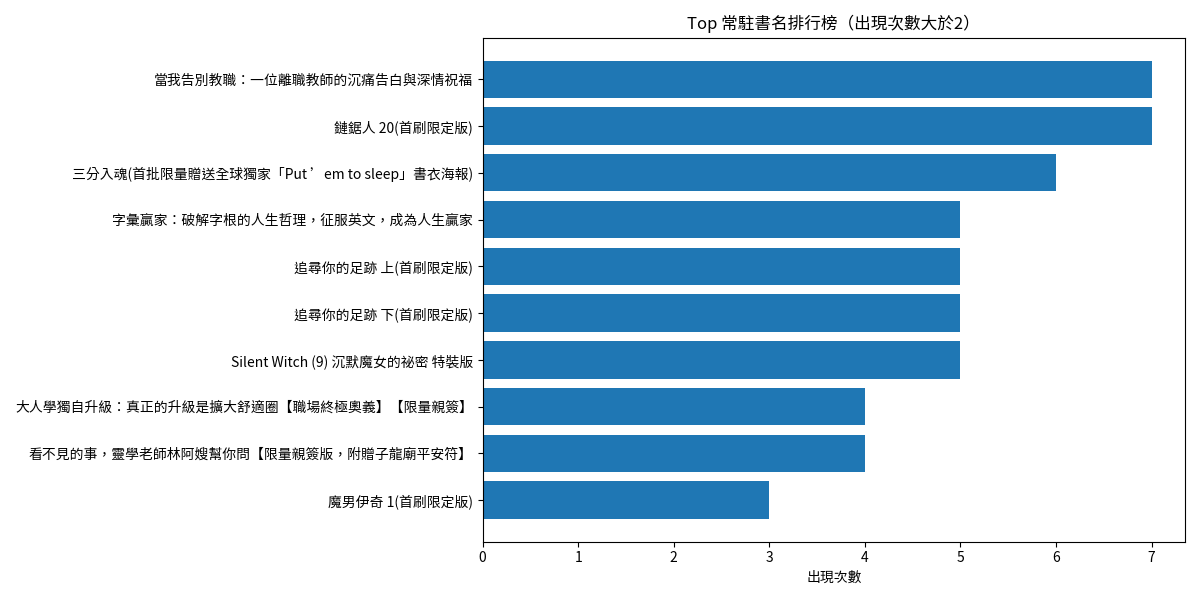 Top 常駐書名排行榜（出現次數大於2）
當我告別教職：一位離職教師的沉痛告白與深情祝福
鏈鋸人 20(首刷限定版)
三分入魂(首批限量贈送全球獨家「Put ’em to sleep」書衣海報)
字彙贏家：破解字根的人生哲理，征服英文，成為人生贏家
追尋你的足跡 上(首刷限定版)
追尋你的足跡 下(首刷限定版)
Silent Witch (9) 沉默魔女的祕密 特裝版
大人學獨自升級：真正的升級是擴大舒適圈【職場終極奧義】【限量親簽】
看不見的事，靈學老師林阿嫂幫你問【限量親簽版，附贈子龍廟平安符】
魔男伊奇 1(首刷限定版)
0 1 2 3 4 5 6 7
出現次數